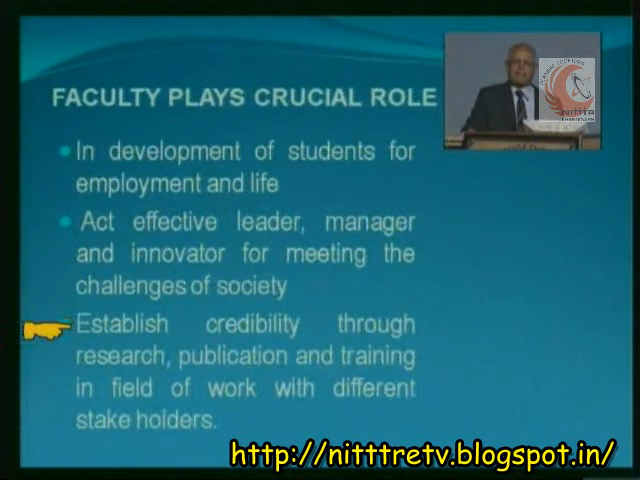 FACULTY PLAYS CRUCIAL ROLE
In development of students for
employment and life
Act effective leader, manager
and innovator for meeting the
challenges of society
Establish credibility through
research, publication and training
in field of work with different
stake holders.
NITTTR
CHANDIGARH
http://nitttretv.blogspot.in/